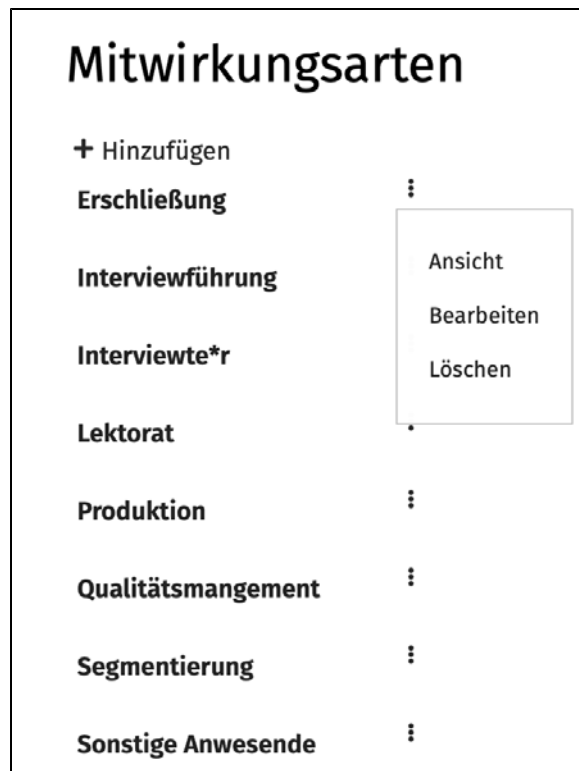 Mitwirkungsarten
+ Hinzufügen
Erschließung
Ansicht
Interviewführung
Bearbeiten
Interviewte*r
Löschen
Lektorat
Produktion
Qualitätsmangement
Segmentierung
Sonstige Anwesende